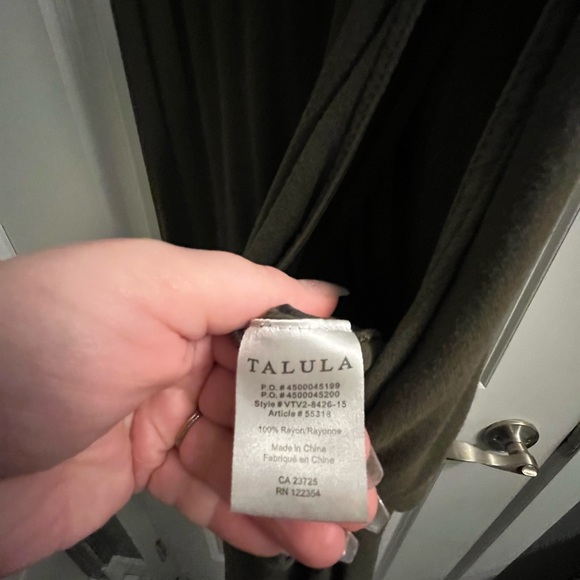 TALULA
P.O. # 4500045199
P.O. # 4500045200
Style # VTV2-8426-15
Article # 55318
100% Rayon/Rayonne
Made in China
Fabriqué en Chine
CA 23725
RN 122354